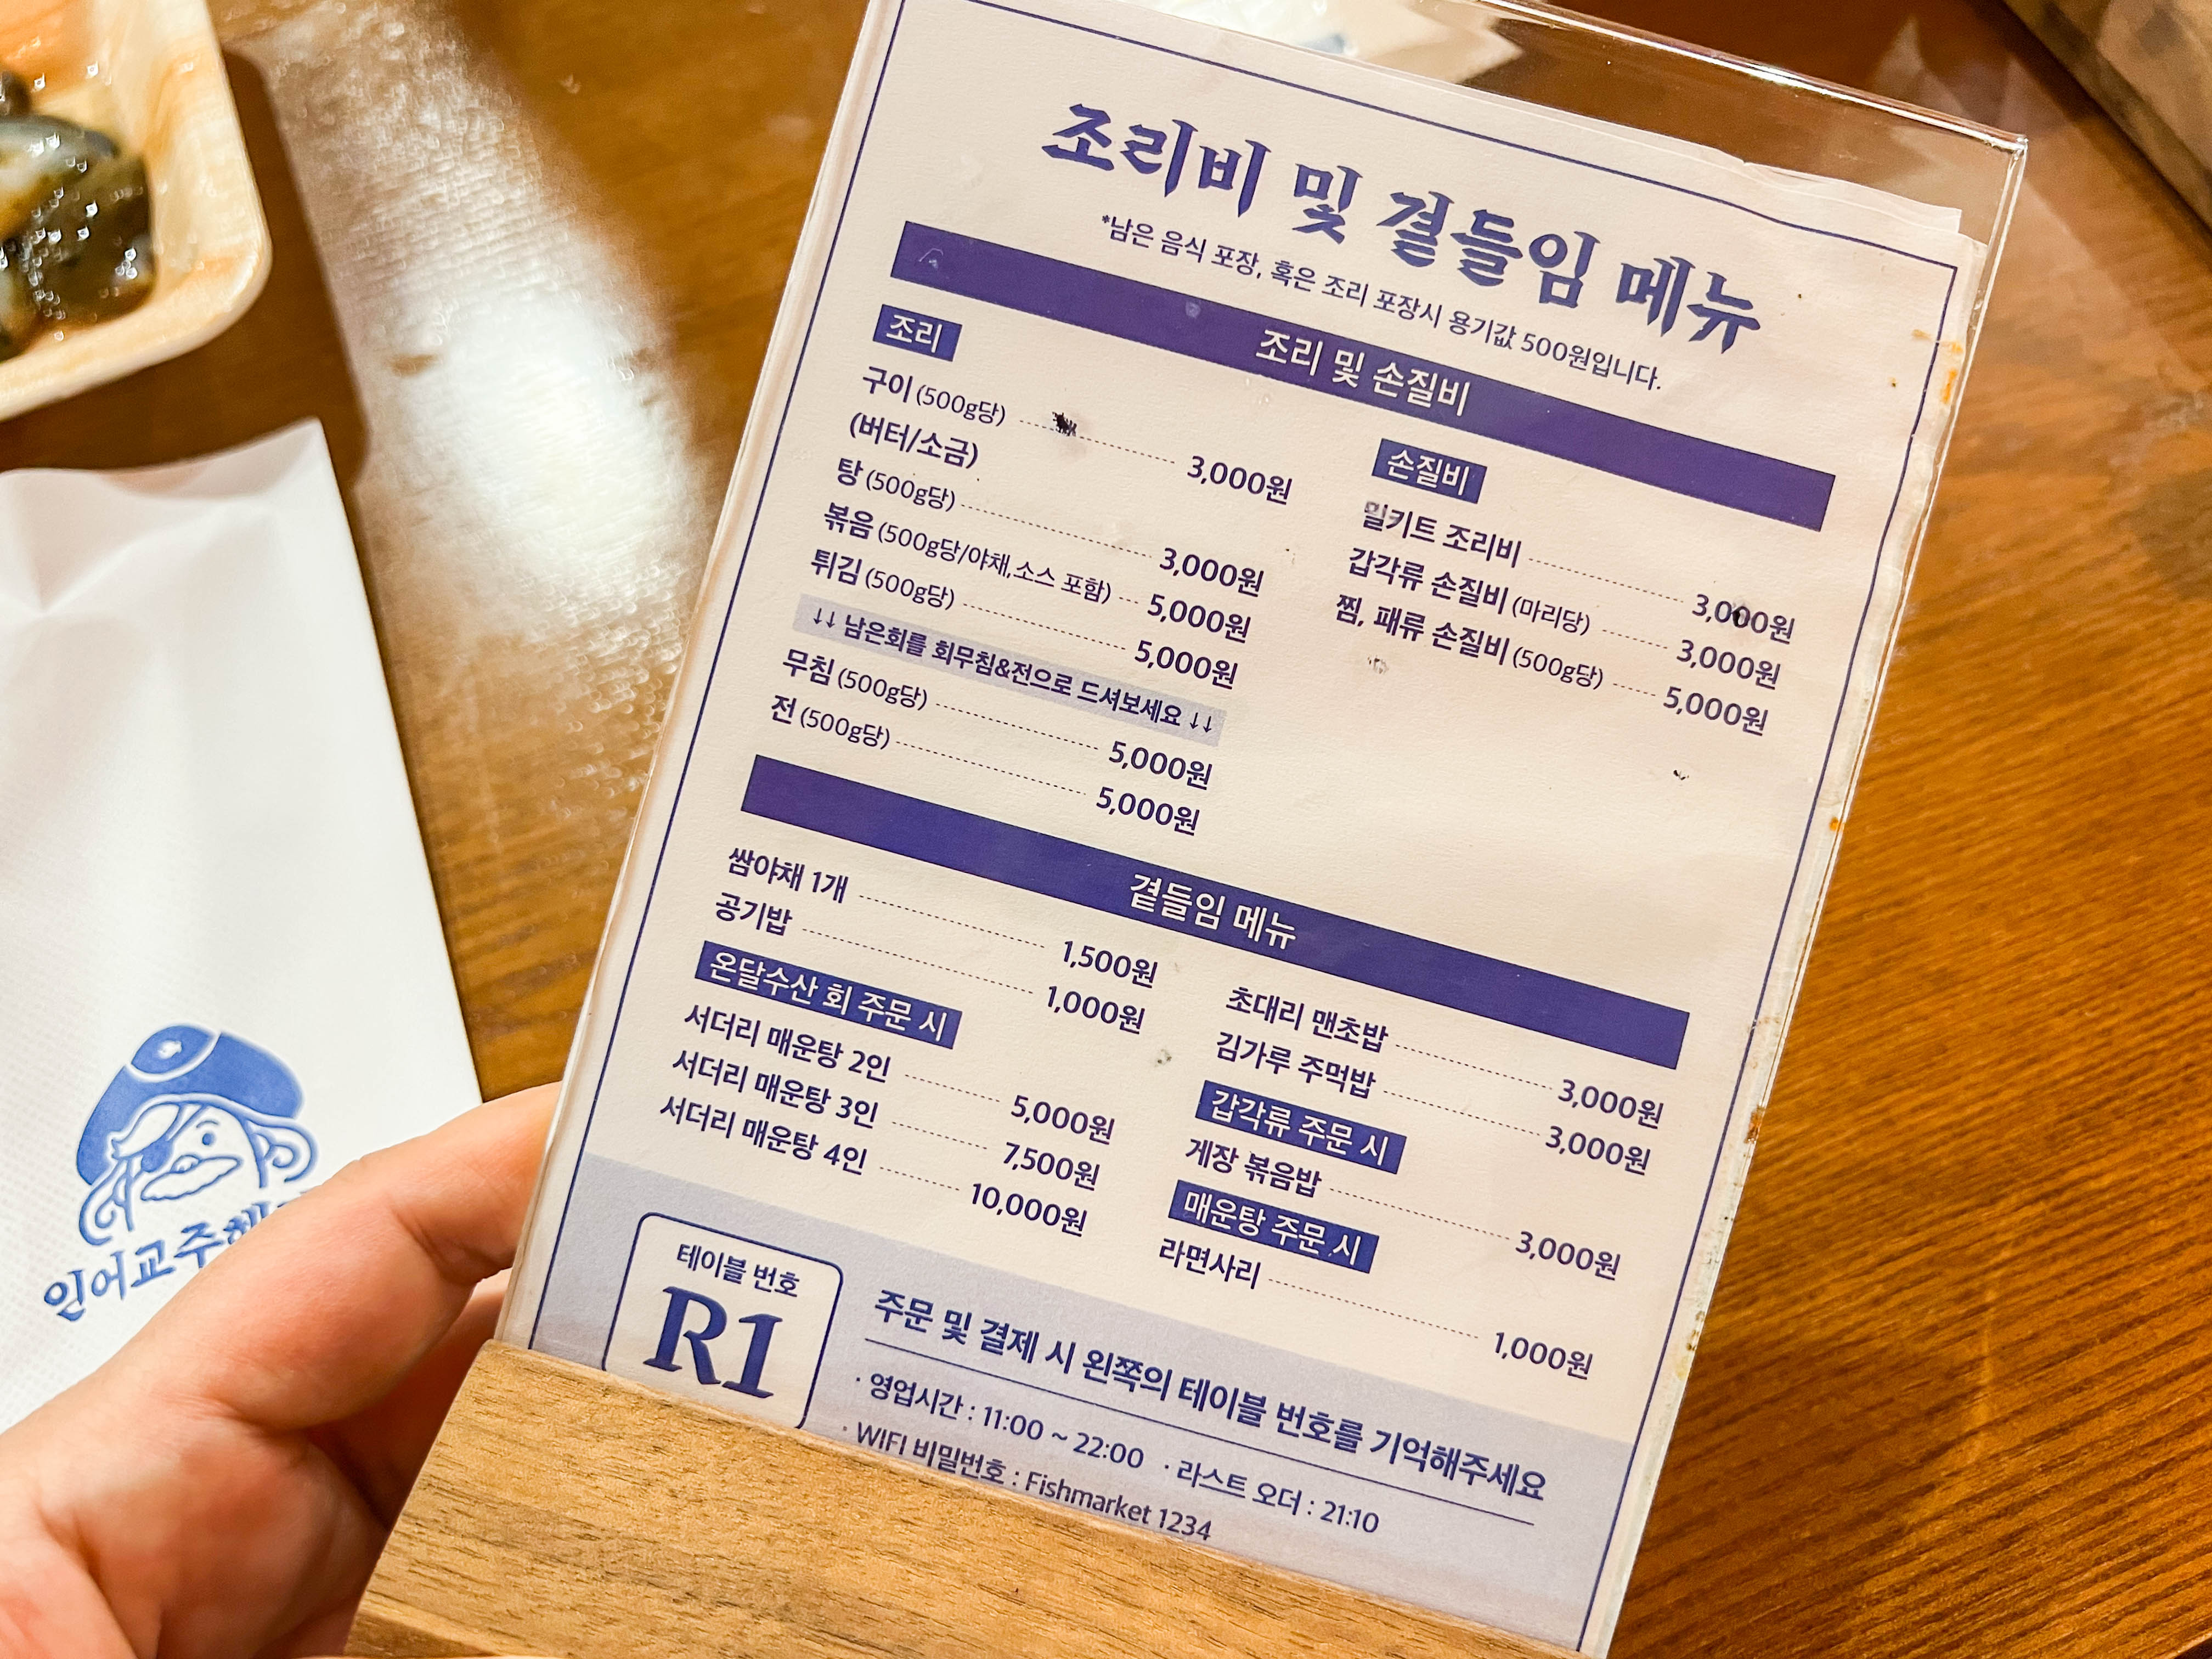 조리비 및 곁들임 메뉴
*남은 음식 포장, 혹은 조리 포장시 용기값 500원입니다.
조리 및 손질비
조리
구이 (500g당) 3,000원
(버터/소금)
탕 (500g당) 3,000원
볶음 (500g당/야채,소스 포함) 5,000원
튀김 (500g당) 5,000원
↓↓ 남은회를 회무침&전으로 드셔보세요 ↓↓
무침 (500g당) 5,000원
전 (500g당) 5,000원
손질비
밀키트 조리비 3,000원
갑각류 손질비 (마리당) 3,000원
찜, 패류 손질비 (500g당) 5,000원
곁들임 메뉴
쌈야채 1개 1,500원
공기밥 1,000원
온달수산 회 주문 시
서더리 매운탕 2인 5,000원
서더리 매운탕 3인 7,500원
서더리 매운탕 4인 10,000원
초대리 맨초밥 3,000원
김가루 주먹밥 3,000원
갑각류 주문 시
게장 볶음밥 3,000원
매운탕 주문 시
라면사리 1,000원
테이블 번호
R1
주문 및 결제 시 왼쪽의 테이블 번호를 기억해주세요
· 영업시간 : 11:00 ~ 22:00 · 라스트 오더 : 21:10
· WIFI 비밀번호 : Fishmarket 1234
인어교주